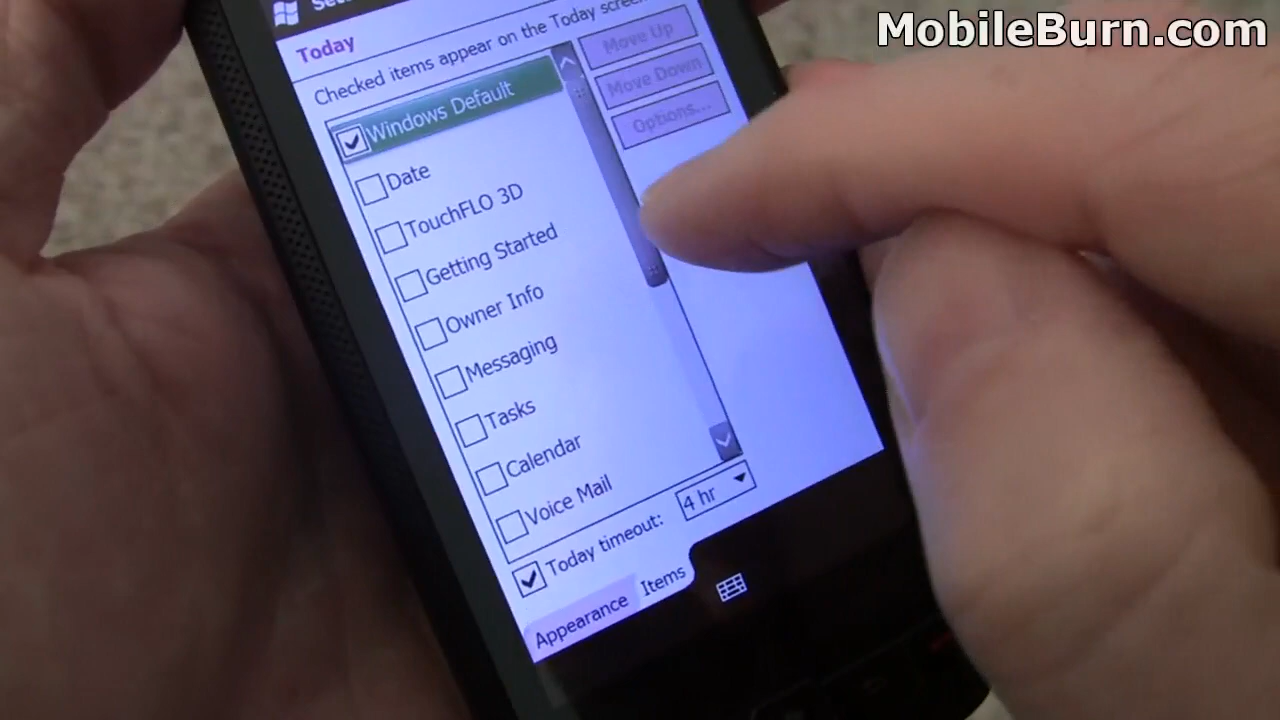 MobileBurn.com
Today
Checked items appear on the Today screen
Windows Default
Date
TouchFLO 3D
Getting Started
Owner Info
Messaging
Tasks
Calendar
Voice Mail
Move Up
Move Down
Options...
Today timeout: 4 hr
Appearance Items